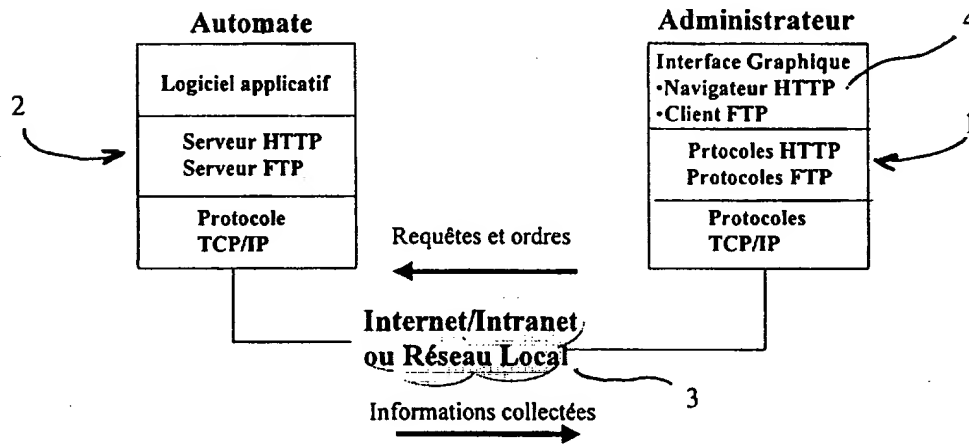 Automate
Logiciel applicatif
Serveur HTTP
Serveur FTP
Protocole
TCP/IP
2
Administrateur
Interface Graphique
•Navigateur HTTP
•Client FTP
Prtocoles HTTP
Protocoles FTP
Protocoles
TCP/IP
4
1
Requêtes et ordres
Internet/Intranet
ou Réseau Local
3
Informations collectées